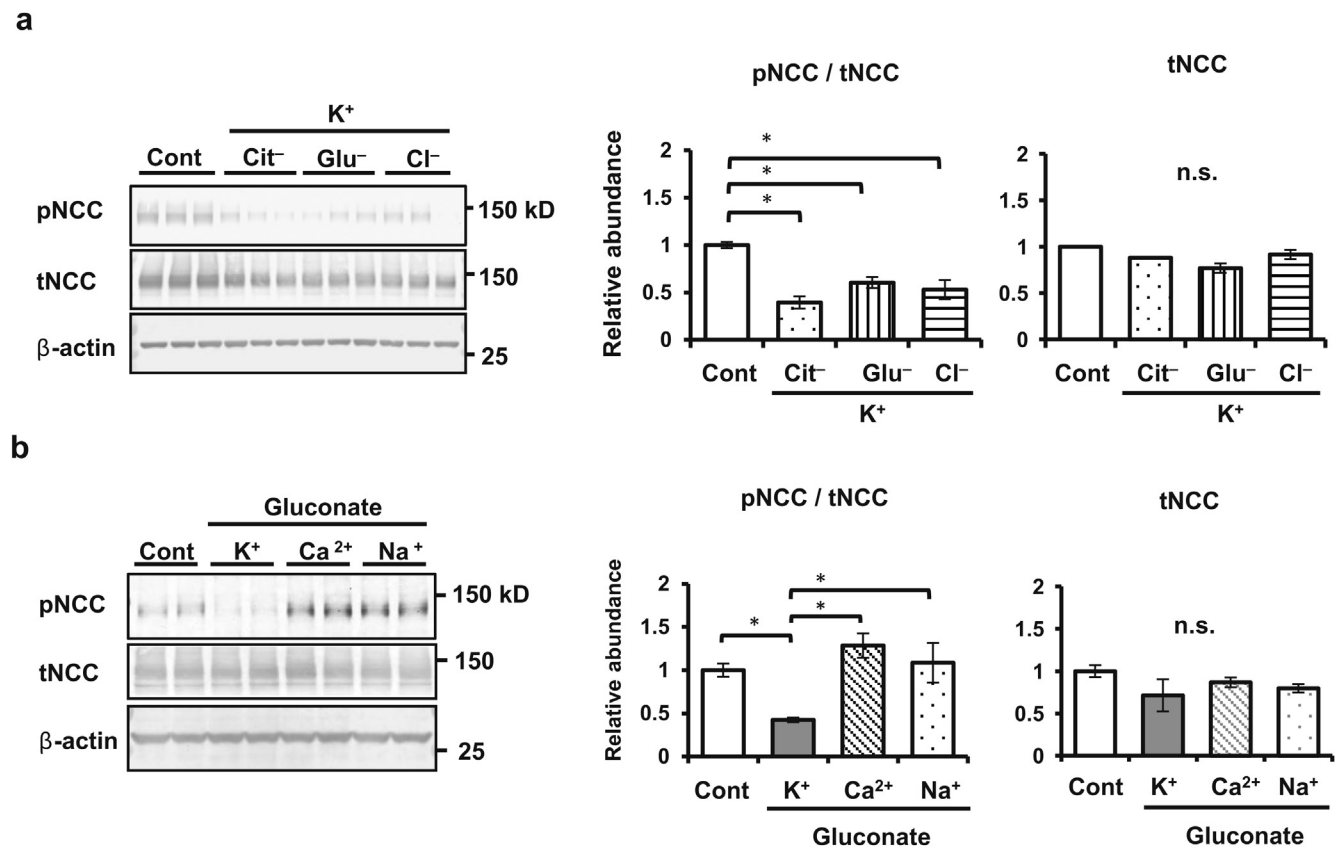 a
K⁺
Cont Cit⁻ Glu⁻ Cl⁻
pNCC 150 kD
tNCC 150
β-actin 25
pNCC / tNCC
Relative abundance
2
1.5
1
0.5
0
* * *
Cont Cit⁻ Glu⁻ Cl⁻
K⁺
tNCC
2
1.5
1
0.5
0
n.s.
Cont Cit⁻ Glu⁻ Cl⁻
K⁺
b
Gluconate
Cont K⁺ Ca²⁺ Na⁺
pNCC 150 kD
tNCC 150
β-actin 25
pNCC / tNCC
Relative abundance
2
1.5
1
0.5
0
* * *
Cont K⁺ Ca²⁺ Na⁺
Gluconate
tNCC
2
1.5
1
0.5
0
n.s.
Cont K⁺ Ca²⁺ Na⁺
Gluconate